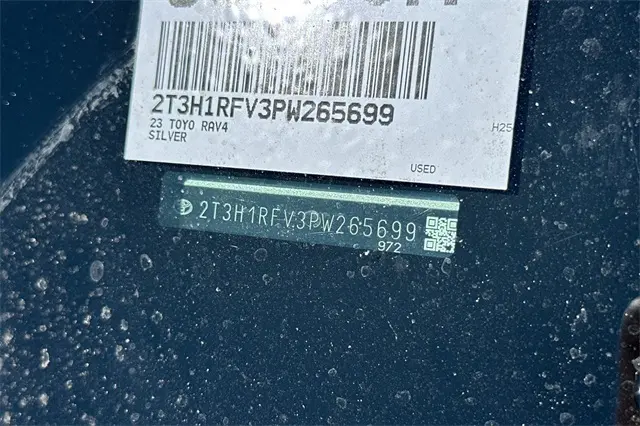 2T3H1RFV3PW265699
23 TOYO RAV4
SILVER
H25
USED
2T3H1RFV3PW265699
972